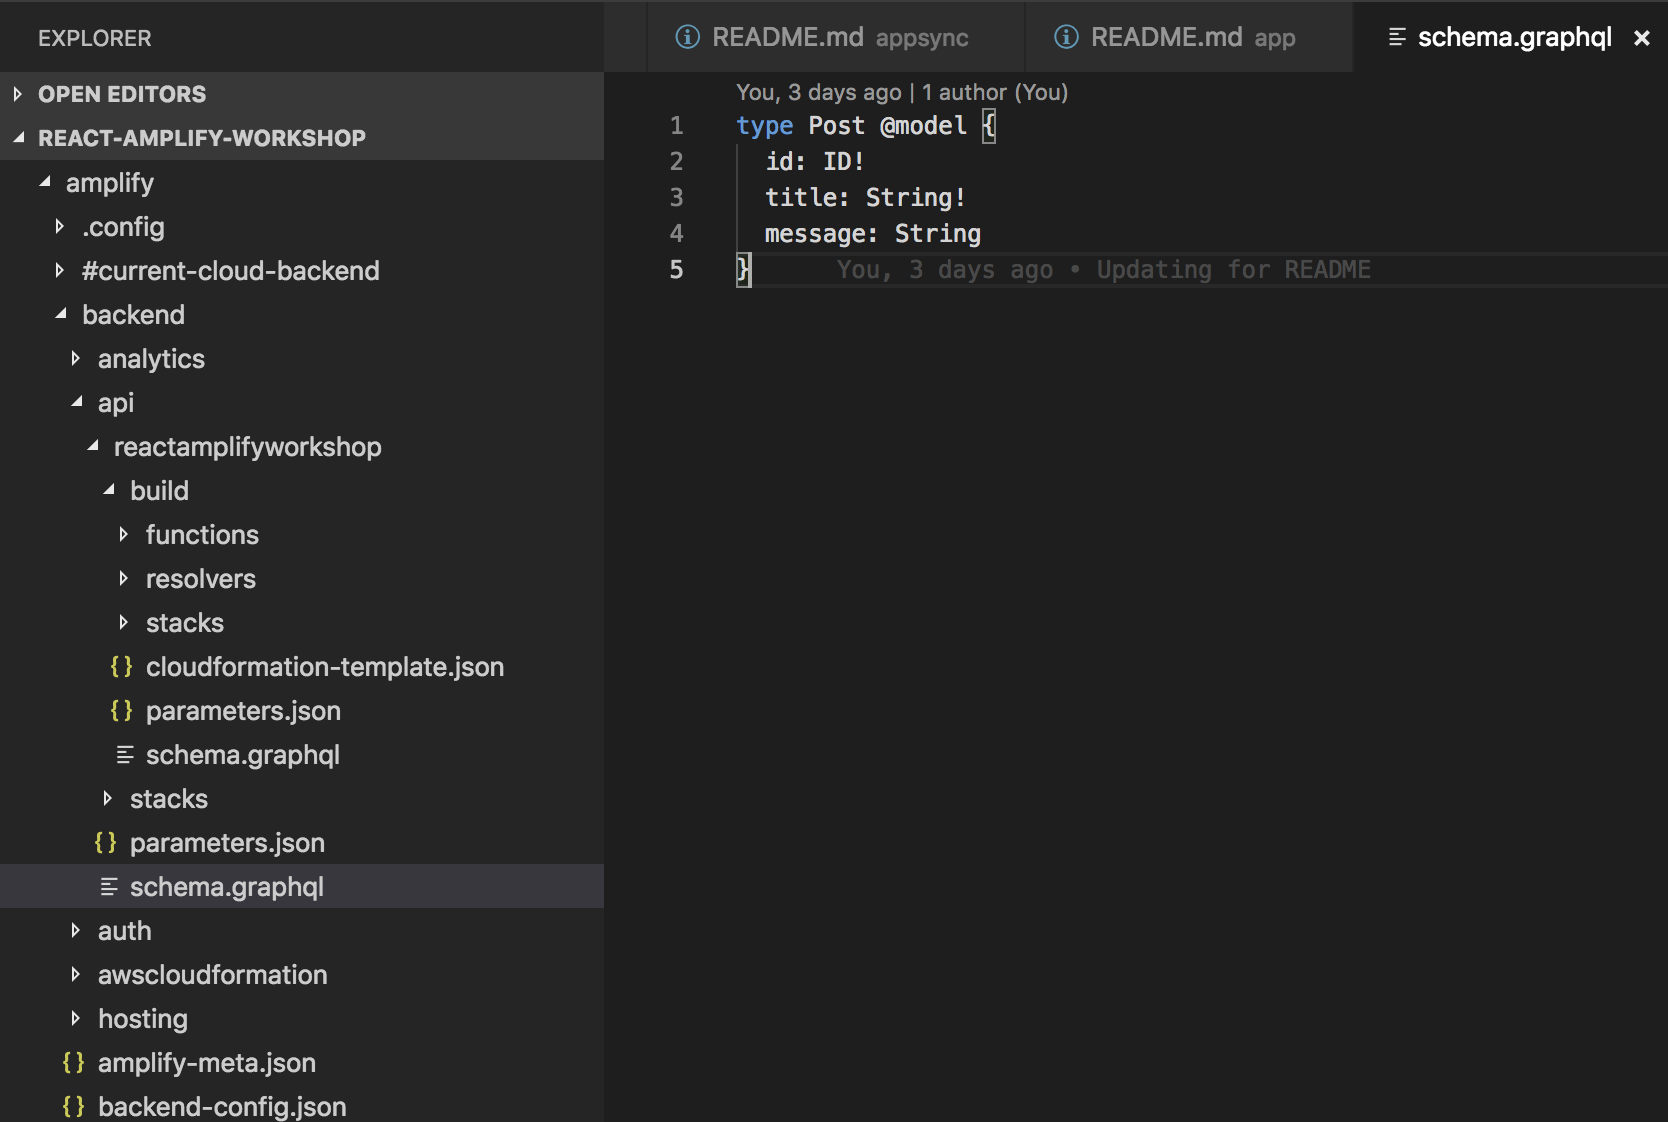 EXPLORER
OPEN EDITORS
REACT-AMPLIFY-WORKSHOP
amplify
.config
#current-cloud-backend
backend
analytics
api
reactamplifyworkshop
build
functions
resolvers
stacks
{} cloudformation-template.json
{} parameters.json
schema.graphql
stacks
{} parameters.json
schema.graphql
auth
awscloudformation
hosting
{} amplify-meta.json
{} backend-config.json
README.md appsync
README.md app
schema.graphql ×
You, 3 days ago | 1 author (You)
1 type Post @model {
2 id: ID!
3 title: String!
4 message: String
5 } You, 3 days ago • Updating for README